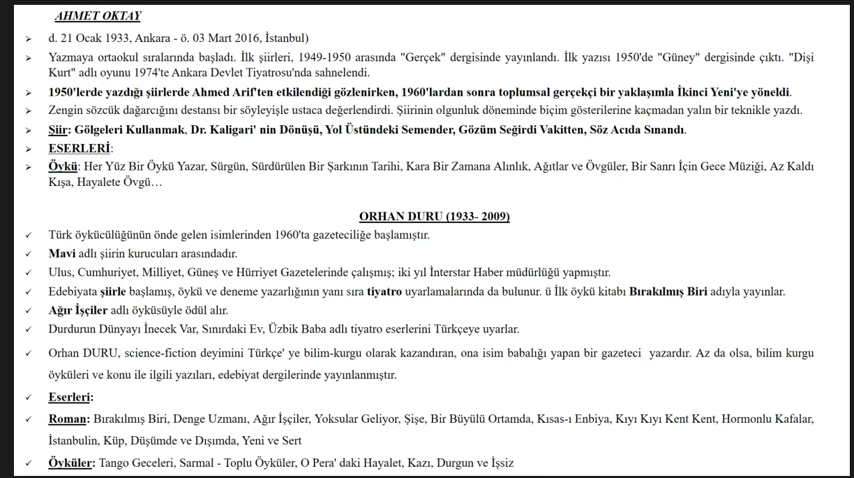 AHMET OKTAY
d. 21 Ocak 1933, Ankara - ö. 03 Mart 2016, İstanbul)
Yazmaya ortaokul sıralarında başladı. İlk şiirleri, 1949-1950 arasında "Gerçek" dergisinde yayınlandı. İlk yazısı 1950'de "Güney" dergisinde çıktı. "Dişi
Kurt" adlı oyunu 1974'te Ankara Devlet Tiyatrosu'nda sahnelendi.
1950'lerde yazdığı şiirlerde Ahmed Arif'ten etkilendiği gözlenirken, 1960'lardan sonra toplumsal gerçekçi bir yaklaşımla İkinci Yeni'ye yöneldi.
Zengin sözcük dağarcığını destansı bir söyleyişle ustaca değerlendirdi. Şiirinin olgunluk döneminde biçim gösterilerine kaçmadan yalın bir teknikle yazdı.
Şiir: Gölgeleri Kullanmak, Dr. Kaligari' nin Dönüşü, Yol Üstündeki Semender, Gözüm Seğirdi Vakitten, Söz Acıda Sınandı.
ESERLERİ:
Öykü: Her Yüz Bir Öykü Yazar, Sürgün, Sürdürülen Bir Şarkının Tarihi, Kara Bir Zamana Alınlık, Ağıtlar ve Övgüler, Bir Sanrı İçin Gece Müziği, Az Kaldı
Kışa, Hayalete Övgü…
ORHAN DURU (1933- 2009)
Türk öykücülüğünün önde gelen isimlerinden 1960'ta gazeteciliğe başlamıştır.
Mavi adlı şiirin kurucuları arasındadır.
Ulus, Cumhuriyet, Milliyet, Güneş ve Hürriyet Gazetelerinde çalışmış; iki yıl İnterstar Haber müdürlüğü yapmıştır.
Edebiyata şiirle başlamış, öykü ve deneme yazarlığının yanı sıra tiyatro uyarlamalarında da bulunur. ü İlk öykü kitabı Bırakılmış Biri adıyla yayınlar.
Ağır İşçiler adlı öyküsüyle ödül alır.
Durdurun Dünyayı İnecek Var, Sınırdaki Ev, Üzbik Baba adlı tiyatro eserlerini Türkçeye uyarlar.
Orhan DURU, science-fiction deyimini Türkçe' ye bilim-kurgu olarak kazandıran, ona isim babalığı yapan bir gazeteci yazardır. Az da olsa, bilim kurgu
öyküleri ve konu ile ilgili yazıları, edebiyat dergilerinde yayınlanmıştır.
Eserleri:
Roman: Bırakılmış Biri, Denge Uzmanı, Ağır İşçiler, Yoksular Geliyor, Şişe, Bir Büyülü Ortamda, Kısas-ı Enbiya, Kıyı Kıyı Kent Kent, Hormonlu Kafalar,
İstanbulin, Küp, Düşümde ve Dışımda, Yeni ve Sert
Öyküler: Tango Geceleri, Sarmal - Toplu Öyküler, O Pera' daki Hayalet, Kazı, Durgun ve İşsiz